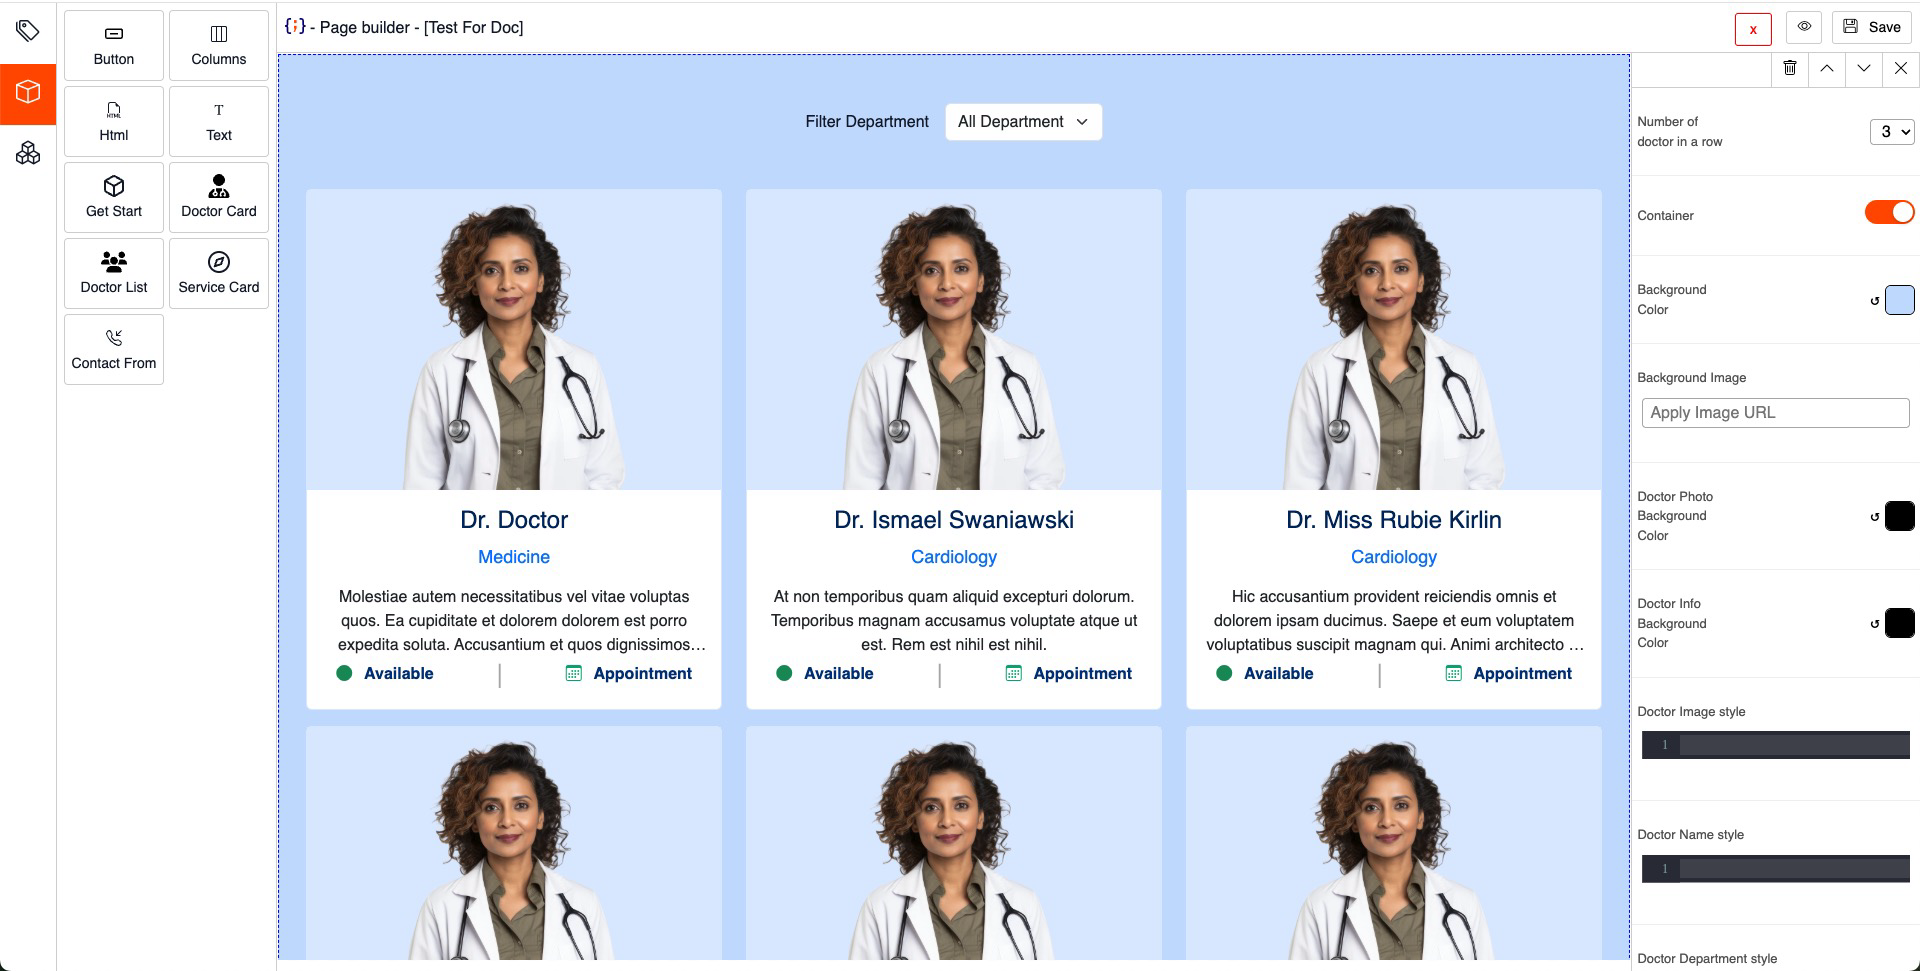 {;} - Page builder - [Test For Doc]
x
Save
Button
Columns
HTML
Html
T
Text
Get Start
Doctor Card
Doctor List
Service Card
Contact From
Filter Department
All Department
Dr. Doctor
Medicine
Molestiae autem necessitatibus vel vitae voluptas
quos. Ea cupiditate et dolorem dolorem est porro
expedita soluta. Accusantium et quos dignissimos...
Available
|
Appointment
Dr. Ismael Swaniawski
Cardiology
At non temporibus quam aliquid excepturi dolorum.
Temporibus magnam accusamus voluptate atque ut
est. Rem est nihil est nihil.
Available
|
Appointment
Dr. Miss Rubie Kirlin
Cardiology
Hic accusantium provident reiciendis omnis et
dolorem ipsam ducimus. Saepe et eum voluptatem
voluptatibus suscipit magnam qui. Animi architecto ...
Available
|
Appointment
Number of
doctor in a row
3
Container
Background
Color
Background Image
Apply Image URL
Doctor Photo
Background
Color
Doctor Info
Background
Color
Doctor Image style
1
Doctor Name style
1
Doctor Department style